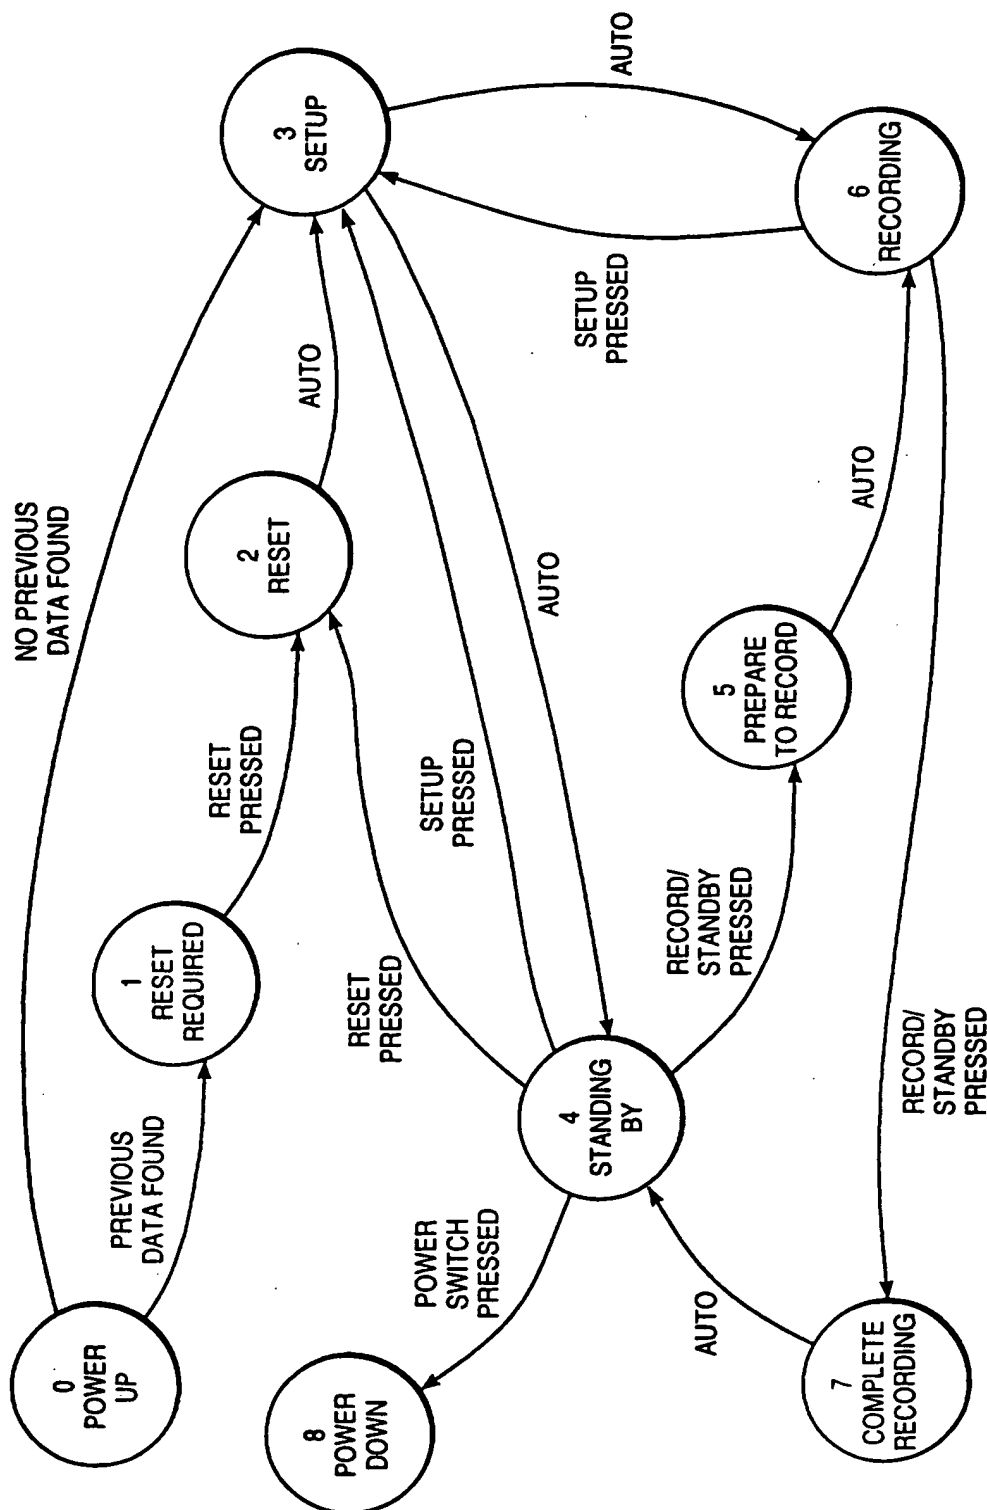 0
POWER
UP
PREVIOUS
DATA FOUND
NO PREVIOUS
DATA FOUND
1
RESET
REQUIRED
RESET
PRESSED
2
RESET
AUTO
3
SETUP
8
POWER
DOWN
POWER
SWITCH
PRESSED
4
STANDING
BY
RESET
PRESSED
SETUP
PRESSED
AUTO
SETUP
PRESSED
AUTO
7
COMPLETE
RECORDING
AUTO
RECORD/
STANDBY
PRESSED
5
PREPARE
TO RECORD
AUTO
6
RECORDING
RECORD/
STANDBY
PRESSED